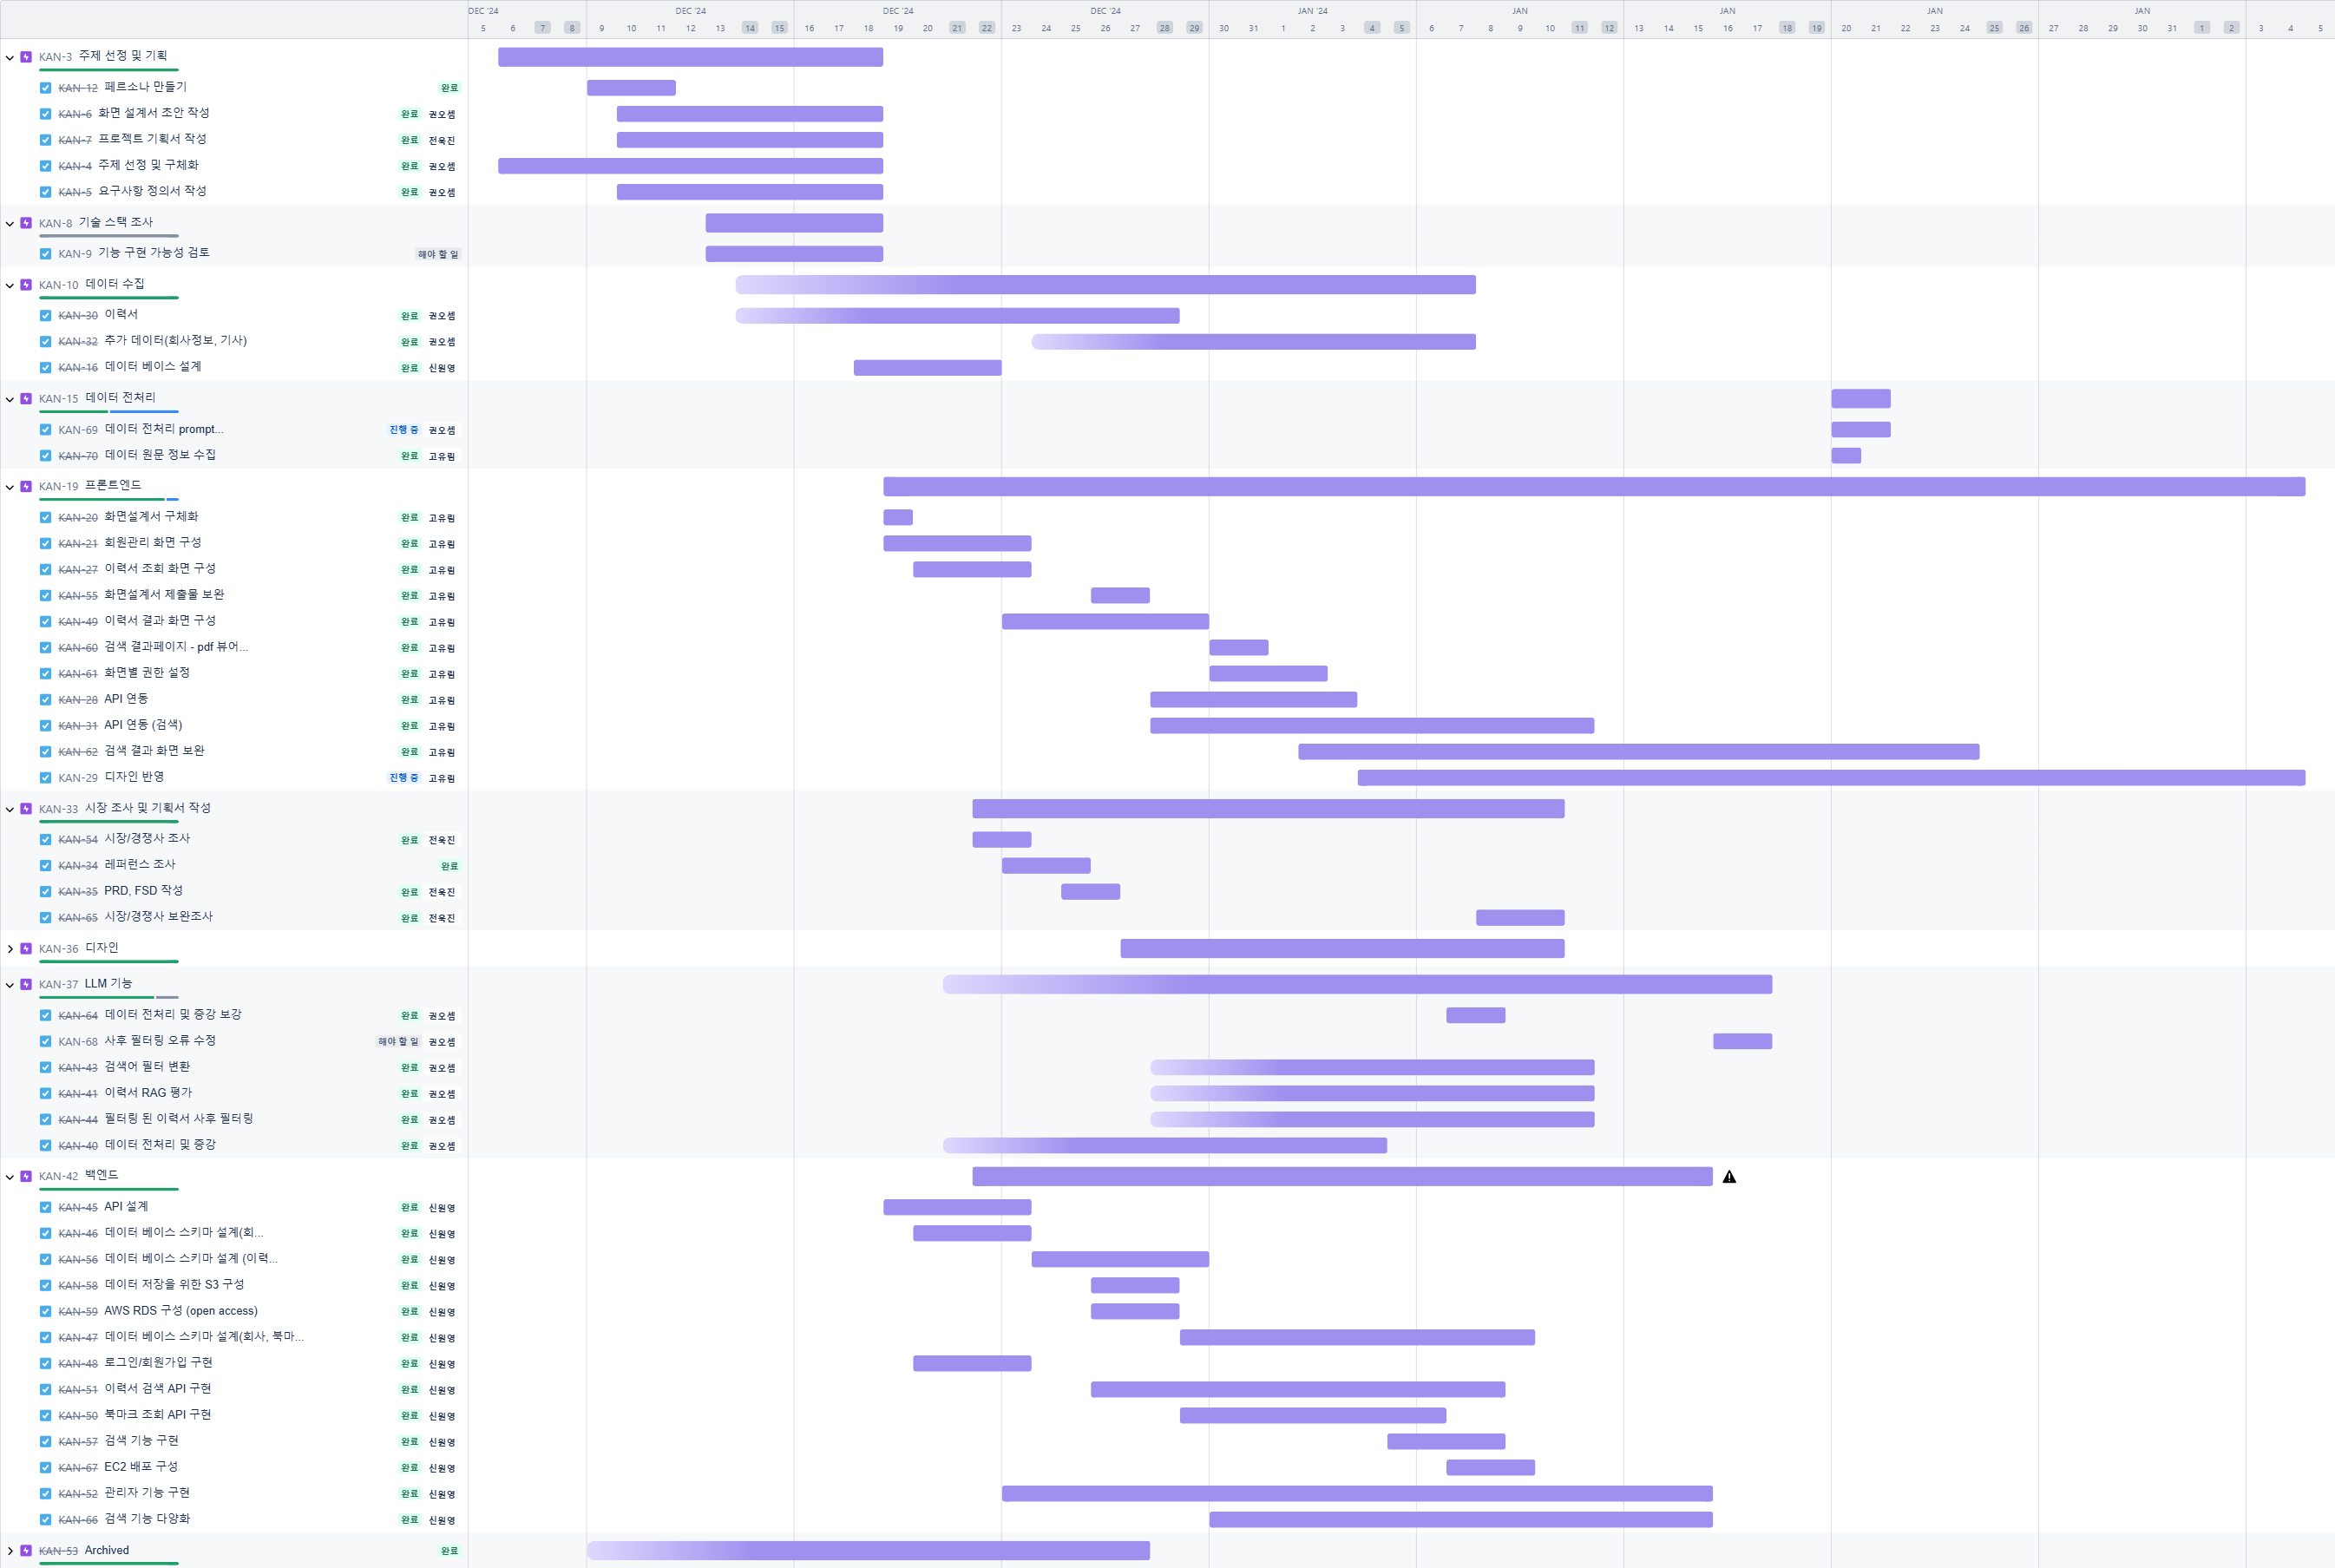 DEC '24 DEC '24 DEC '24 DEC '24 JAN '24 JAN JAN JAN JAN
5 6 7 8 9 10 11 12 13 14 15 16 17 18 19 20 21 22 23 24 25 26 27 28 29 30 31 1 2 3 4 5 6 7 8 9 10 11 12 13 14 15 16 17 18 19 20 21 22 23 24 25 26 27 28 29 30 31 1 2 3 4 5
KAN-3 주제 선정 및 기획
KAN-12 페르소나 만들기 완료
KAN-6 화면 설계서 초안 작성 완료 권오셈
KAN-7 프로젝트 기획서 작성 완료 전욱진
KAN-4 주제 선정 및 구체화 완료 권오셈
KAN-5 요구사항 정의서 작성 완료 권오셈
KAN-8 기술 스택 조사
KAN-9 기능 구현 가능성 검토 해야 할 일
KAN-10 데이터 수집
KAN-30 이력서 완료 권오셈
KAN-32 추가 데이터(회사정보, 기사) 완료 권오셈
KAN-16 데이터 베이스 설계 완료 신원영
KAN-15 데이터 전처리
KAN-69 데이터 전처리 prompt... 진행 중 권오셈
KAN-70 데이터 원문 정보 수집 완료 고유림
KAN-19 프론트엔드
KAN-20 화면설계서 구체화 완료 고유림
KAN-21 회원관리 화면 구성 완료 고유림
KAN-27 이력서 조회 화면 구성 완료 고유림
KAN-55 화면설계서 제출물 보완 완료 고유림
KAN-49 이력서 결과 화면 구성 완료 고유림
KAN-60 검색 결과페이지 - pdf 뷰어... 완료 고유림
KAN-61 화면별 권한 설정 완료 고유림
KAN-28 API 연동 완료 고유림
KAN-31 API 연동 (검색) 완료 고유림
KAN-62 검색 결과 화면 보완 완료 고유림
KAN-29 디자인 반영 진행 중 고유림
KAN-33 시장 조사 및 기획서 작성
KAN-54 시장/경쟁사 조사 완료 전욱진
KAN-34 레퍼런스 조사 완료
KAN-35 PRD, FSD 작성 완료 전욱진
KAN-65 시장/경쟁사 보완조사 완료 전욱진
KAN-36 디자인
KAN-37 LLM 기능
KAN-64 데이터 전처리 및 증강 보강 완료 권오셈
KAN-68 사후 필터링 오류 수정 해야 할 일 권오셈
KAN-43 검색어 필터 변환 완료 권오셈
KAN-41 이력서 RAG 평가 완료 권오셈
KAN-44 필터링 된 이력서 사후 필터링 완료 권오셈
KAN-40 데이터 전처리 및 증강 완료 권오셈
KAN-42 백엔드
KAN-45 API 설계 완료 신원영
KAN-46 데이터 베이스 스키마 설계(회... 완료 신원영
KAN-56 데이터 베이스 스키마 설계 (이력... 완료 신원영
KAN-58 데이터 저장을 위한 S3 구성 완료 신원영
KAN-59 AWS RDS 구성 (open access) 완료 신원영
KAN-47 데이터 베이스 스키마 설계(회사, 북마... 완료 신원영
KAN-48 로그인/회원가입 구현 완료 신원영
KAN-51 이력서 검색 API 구현 완료 신원영
KAN-50 북마크 조회 API 구현 완료 신원영
KAN-57 검색 기능 구현 완료 신원영
KAN-67 EC2 배포 구성 완료 신원영
KAN-52 관리자 기능 구현 완료 신원영
KAN-66 검색 기능 다양화 완료 신원영
KAN-53 Archived 완료